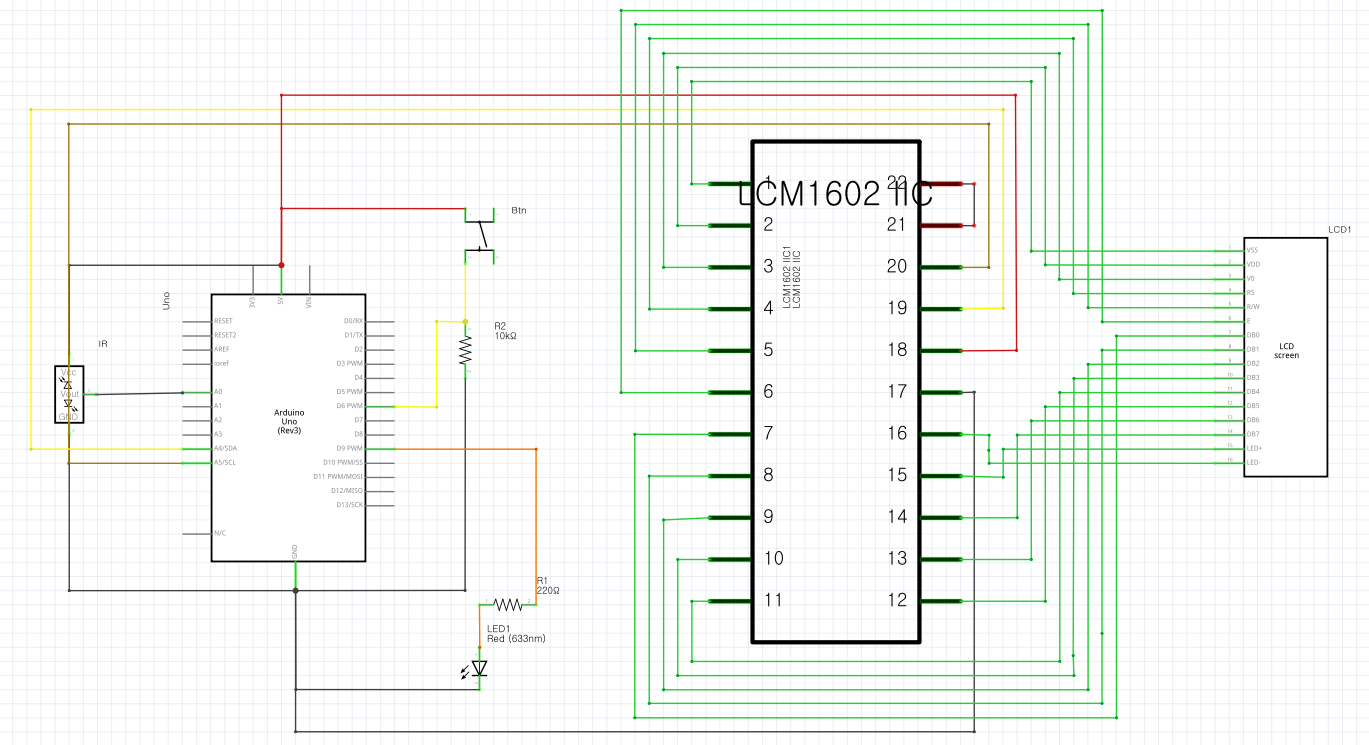 Btn
LCD1
Uno
3V3
5V
VIN
RESET
RESET2
AREF
ioref
A0
A1
A2
A3
A4/SDA
A5/SCL
N/C
D0/RX
D1/TX
D2
D3 PWM
D4
D5 PWM
D6 PWM
D7
D8
D9 PWM
D10 PWM/SS
D11 PWM/MOSI
D12/MISO
D13/SCK
GND
Arduino
Uno
(Rev3)
IR
Vcc
Vout
GND
R2
10kΩ
R1
220Ω
LED1
Red (633nm)
LCM1602 IIC
LCM1602 IIC1
LCM1602 IIC
1
2
3
4
5
6
7
8
9
10
11
22
21
20
19
18
17
16
15
14
13
12
VSS
VDD
V0
RS
R/W
E
DB0
DB1
DB2
DB3
DB4
DB5
DB6
DB7
LED+
LED-
LCD
screen